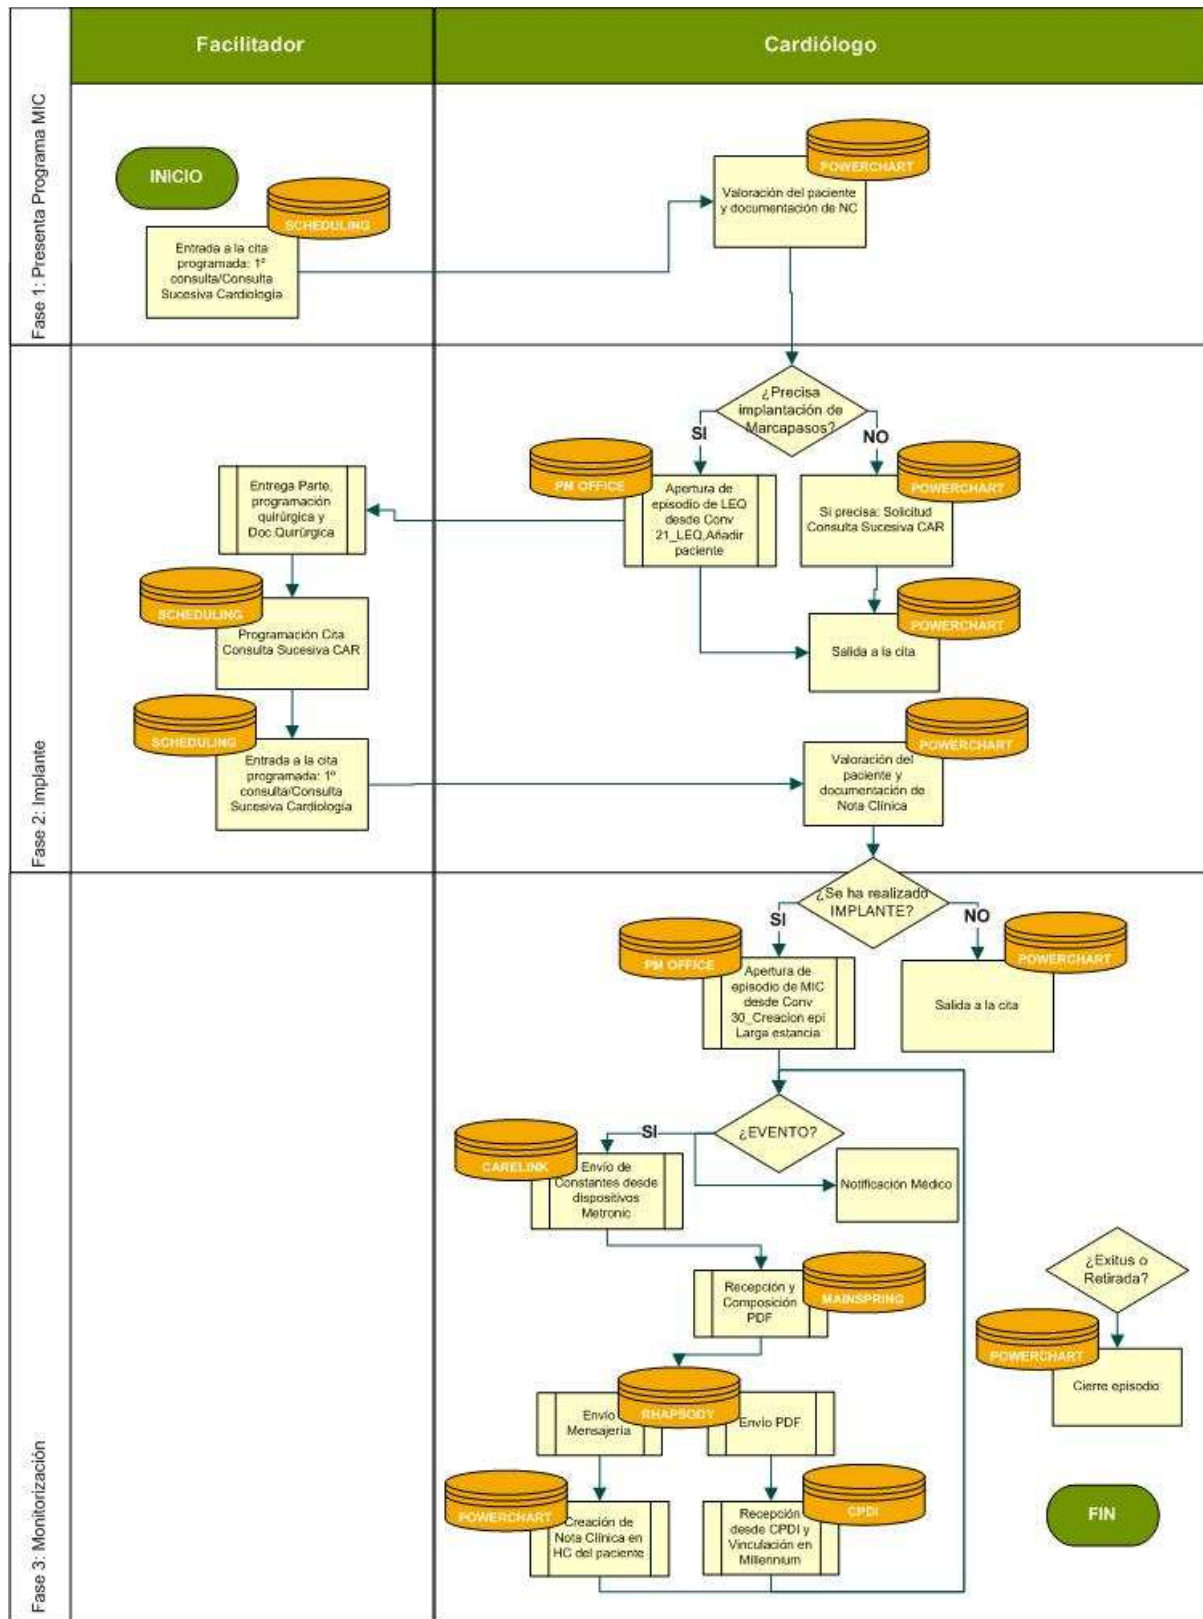 Facilitador
Cardiólogo
Fase 1: Presenta Programa MIC
INICIO
SCHEDULING
Entrada a la cita
programada: 1º
consulta/Consulta
Sucesiva Cardiología
POWERCHART
Valoración del paciente
y documentación de NC
Fase 2: Implante
¿Precisa
implantación de
Marcapasos?
SI
NO
PM OFFICE
Apertura de
episodio de LEQ
desde Conv
21_LEQ,Añadir
paciente
POWERCHART
Si precisa: Solicitud
Consulta Sucesiva CAR
Entrega Parte,
programación
quirúrgica y
Doc.Quirúrgica
SCHEDULING
Programación Cita
Consulta Sucesiva CAR
POWERCHART
Salida a la cita
SCHEDULING
Entrada a la cita
programada: 1º
consulta/Consulta
Sucesiva Cardiología
POWERCHART
Valoración del
paciente y
documentación de
Nota Clínica
Fase 3: Monitorización
¿Se ha realizado
IMPLANTE?
SI
NO
PM OFFICE
Apertura de
episodio de MIC
desde Conv
30_Creacion epi
Larga estancia
POWERCHART
Salida a la cita
¿EVENTO?
SI
CARELINK
Envío de
Constantes desde
dispositivos
Metronic
Notificación Médico
Recepción y
Composición
PDF
MAINSPRING
¿Exitus o
Retirada?
POWERCHART
Cierre episodio
RHAPSODY
Envío
Mensajería
Envío PDF
POWERCHART
Creación de
Nota Clínica en
HC del paciente
CPDI
Recepción
desde CPDI y
Vinculación en
Millennium
FIN